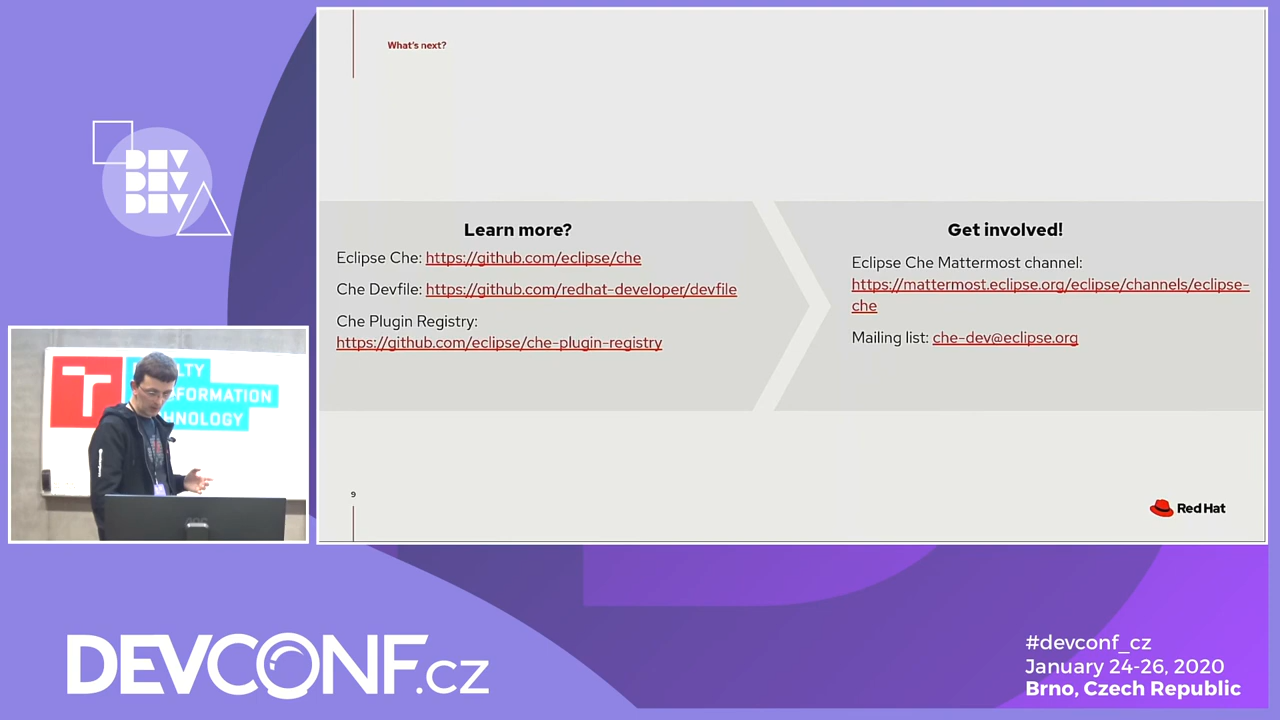 What's next?
Learn more?
Eclipse Che: https://github.com/eclipse/che
Che Devfile: https://github.com/redhat-developer/devfile
Che Plugin Registry:
https://github.com/eclipse/che-plugin-registry
Get involved!
Eclipse Che Mattermost channel:
https://mattermost.eclipse.org/eclipse/channels/eclipse-
che
Mailing list: che-dev@eclipse.org
9
Red Hat
DEV
DEV
DEV
DEVCONF.cz
#devconf_cz
January 24-26, 2020
Brno, Czech Republic